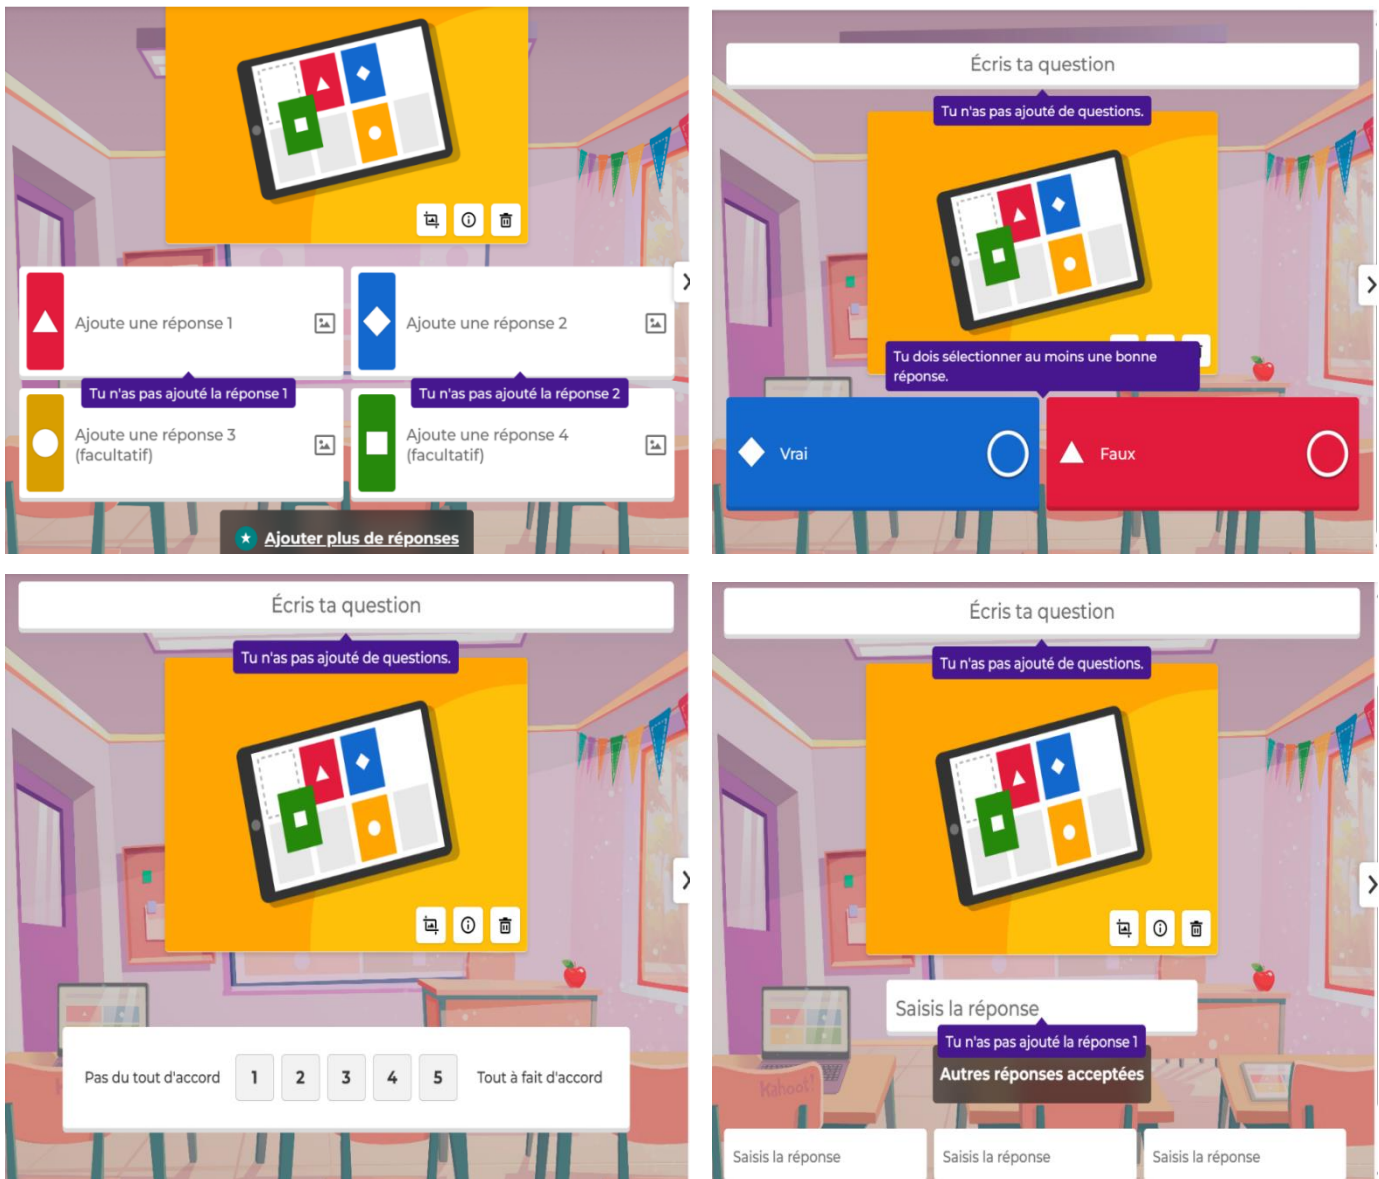 Ajoute une réponse 1
Ajoute une réponse 2
Tu n'as pas ajouté la réponse 1
Tu n'as pas ajouté la réponse 2
Ajoute une réponse 3
(facultatif)
Ajoute une réponse 4
(facultatif)
Ajouter plus de réponses
Écris ta question
Tu n'as pas ajouté de questions.
Tu dois sélectionner au moins une bonne
réponse.
Vrai
Faux
Écris ta question
Tu n'as pas ajouté de questions.
Pas du tout d'accord
1
2
3
4
5
Tout à fait d'accord
Écris ta question
Tu n'as pas ajouté de questions.
Saisis la réponse
Tu n'as pas ajouté la réponse 1
Autres réponses acceptées
Kahoot!
Saisis la réponse
Saisis la réponse
Saisis la réponse